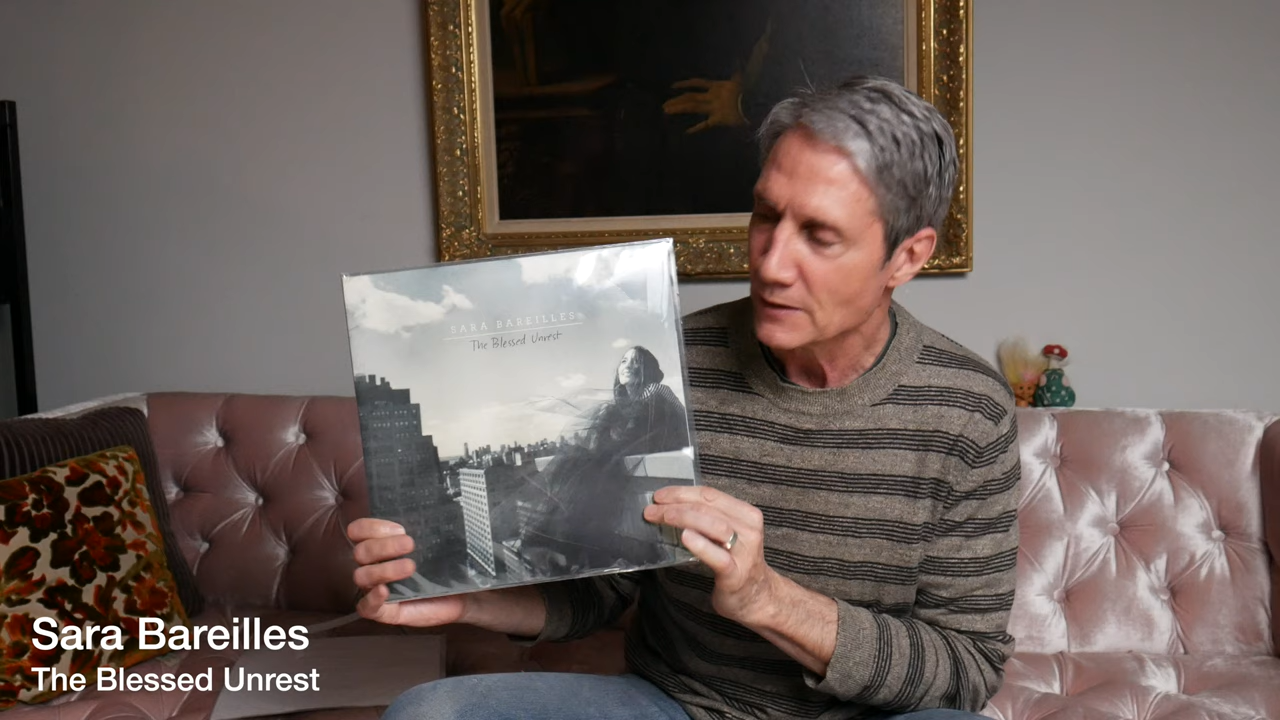 SARA BAREILLES
The Blessed Unrest
Sara Bareilles
The Blessed Unrest